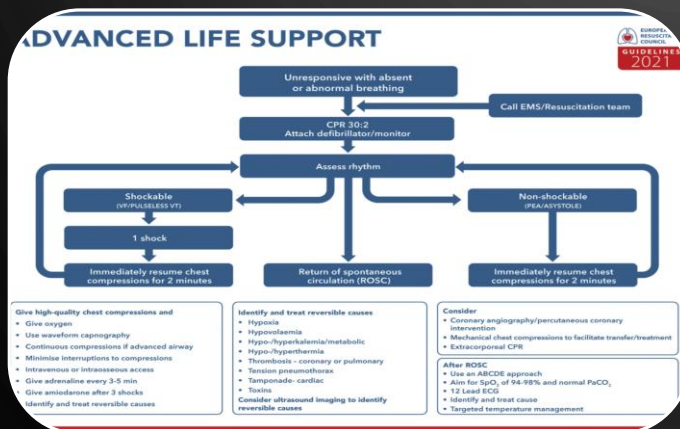 ADVANCED LIFE SUPPORT
COUNCIL
GUIDELINES
2021
Unresponsive with absent
or abnormal breathing
Call EMS/Resuscitation team
CPR 30:2
Attach defibrillator/monitor
Assess rhythm
Shockable
(VF/PULSELESS VT)
Non-shockable
(PEA/ASYSTOLE)
1 shock
Immediately resume chest
compressions for 2 minutes
Return of spontaneous
circulation (ROSC)
Immediately resume chest
compressions for 2 minutes
Give high-quality chest compressions and
• Give oxygen
• Use waveform capnography
• Continuous compressions if advanced airway
• Minimise interruptions to compressions
• Intravenous or intraosseous access
• Give adrenaline every 3-5 min
• Give amiodarone after 3 shocks
Identify and treat reversible causes
Identify and treat reversible causes
• Hypoxia
• Hypovolaemia
• Hypo-/hyperkalemia/metabolic
• Hypo-/hyperthermia
• Thrombosis - coronary or pulmonary
• Tension pneumothorax
• Tamponade- cardiac
• Toxins
Consider ultrasound imaging to identify
reversible causes
Consider
• Coronary angiography/percutaneous coronary
intervention
• Mechanical chest compressions to facilitate transfer/treatment
• Extracorporeal CPR
After ROSC
• Use an ABCDE approach
• Aim for SpO₂ of 94-98% and normal PaCO₂
• 12 Lead ECG
• Identify and treat cause
• Targeted temperature management